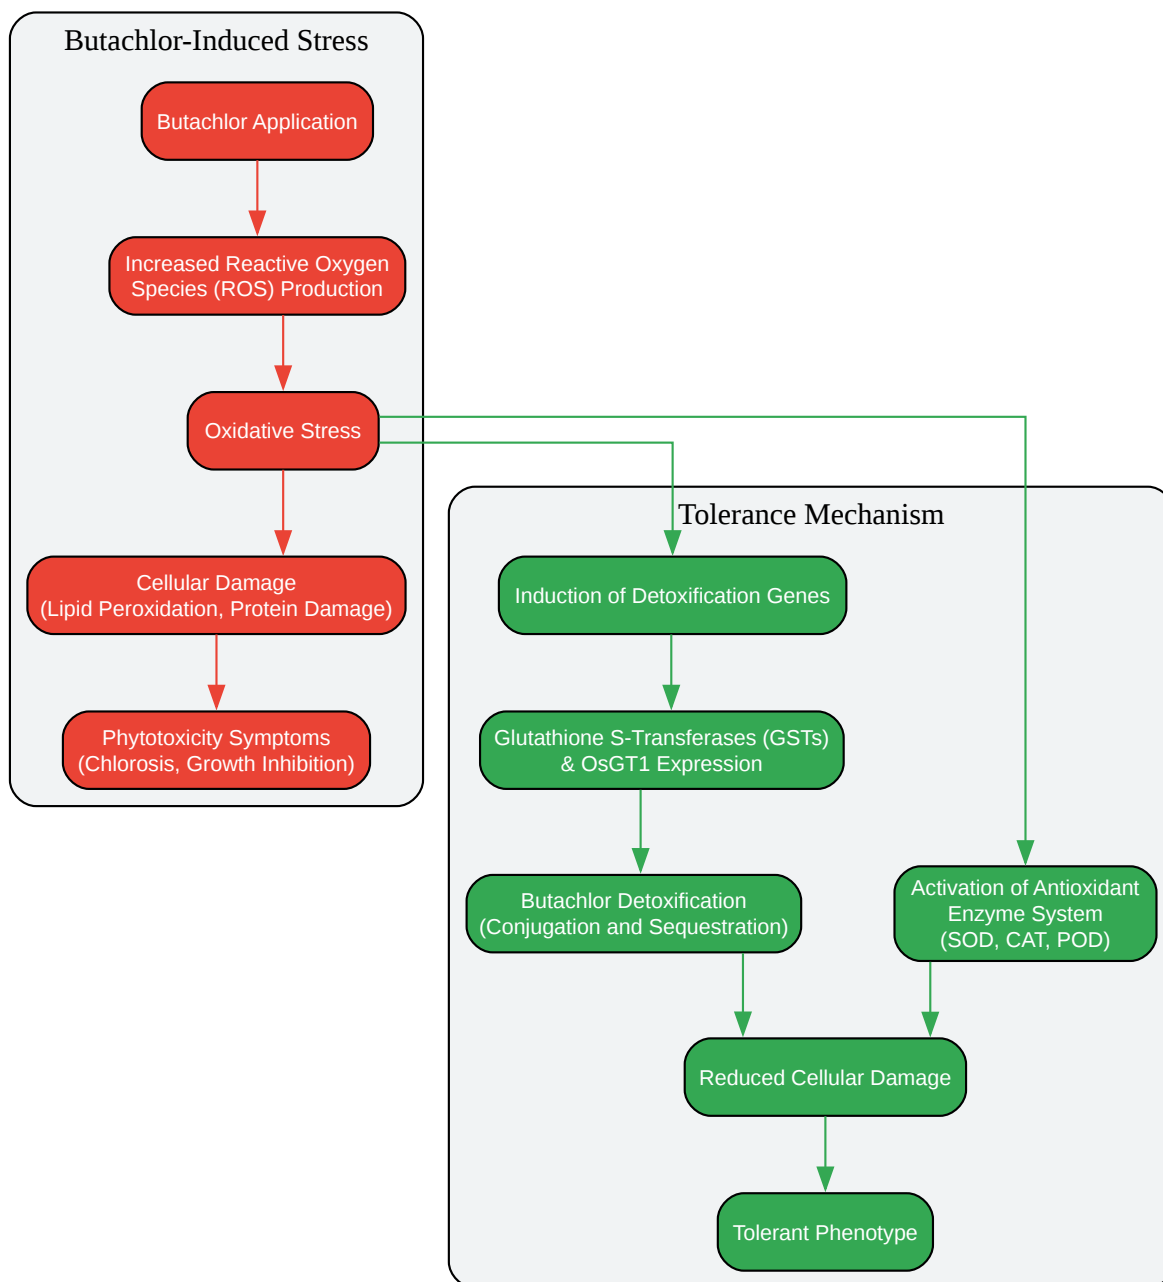 Butachlor-Induced Stress
Butachlor Application
Increased Reactive Oxygen
Species (ROS) Production
Oxidative Stress
Cellular Damage
(Lipid Peroxidation, Protein Damage)
Phytotoxicity Symptoms
(Chlorosis, Growth Inhibition)
Tolerance Mechanism
Induction of Detoxification Genes
Glutathione S-Transferases (GSTs)
& OsGT1 Expression
Butachlor Detoxification
(Conjugation and Sequestration)
Activation of Antioxidant
Enzyme System
(SOD, CAT, POD)
Reduced Cellular Damage
Tolerant Phenotype